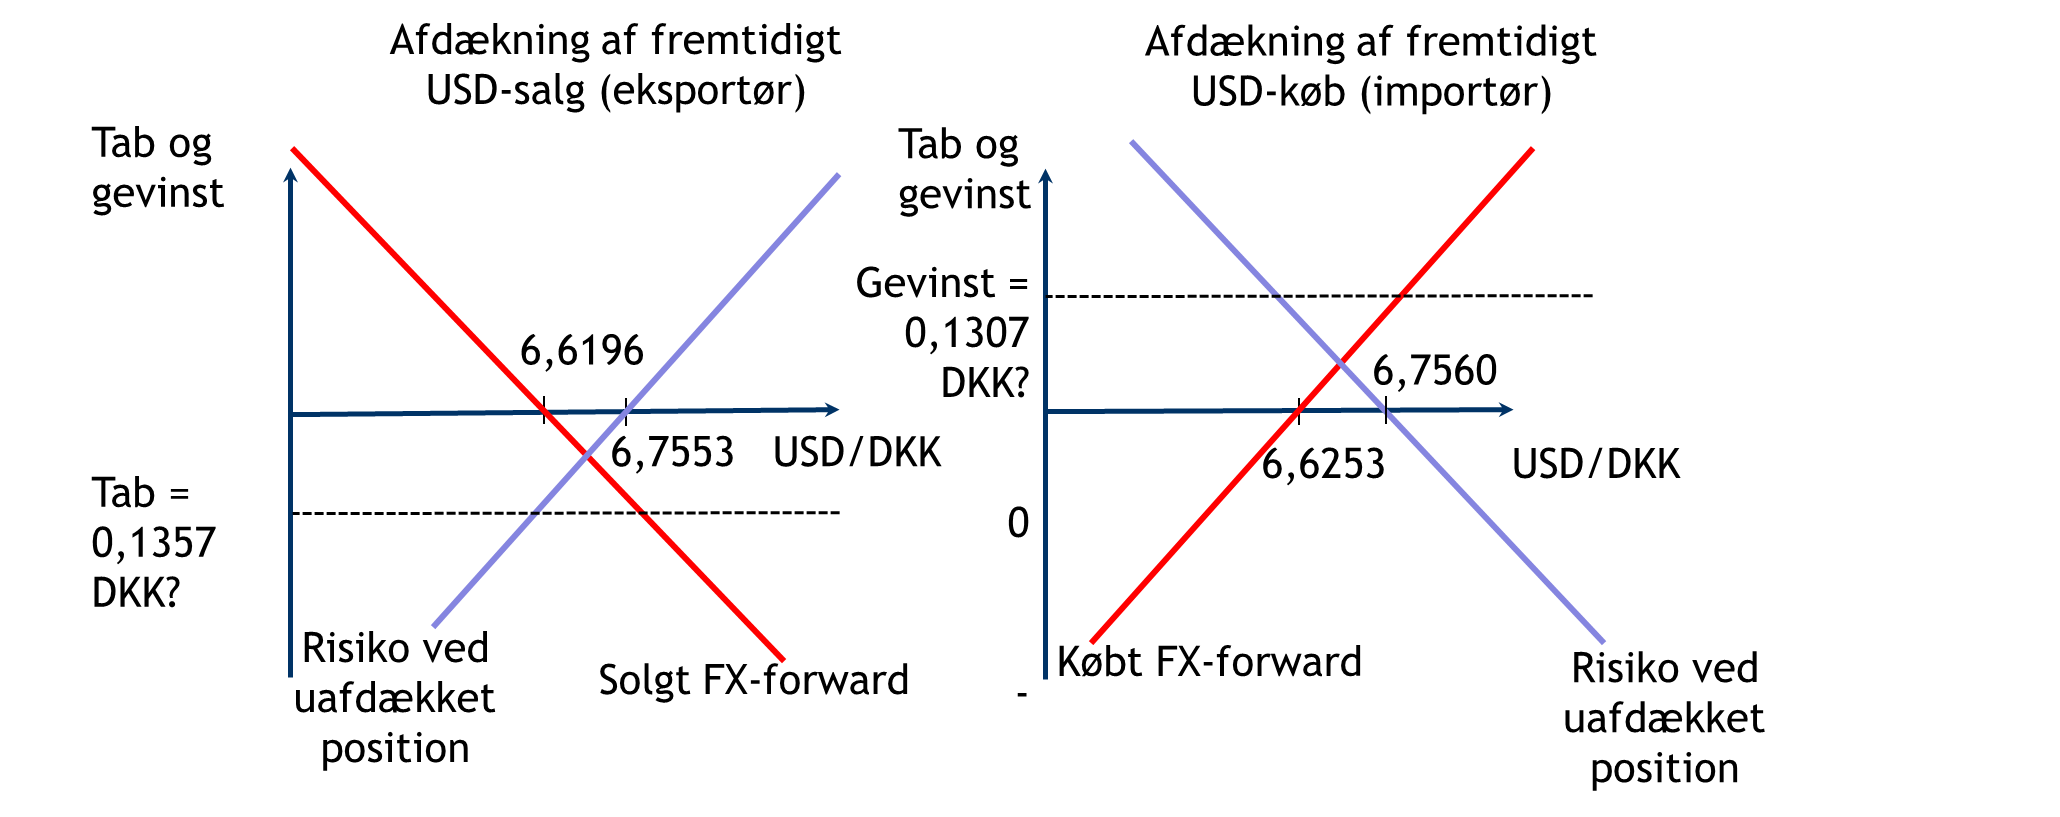 Afdækning af fremtidigt
USD-salg (eksportør)
Tab og
gevinst
6,6196
6,7553
USD/DKK
Tab =
0,1357
DKK?
Risiko ved
uafdækket
position
Solgt FX-forward
Afdækning af fremtidigt
USD-køb (importør)
Tab og
gevinst
Gevinst =
0,1307
DKK?
6,7560
6,6253
USD/DKK
0
-
Købt FX-forward
Risiko ved
uafdækket
position